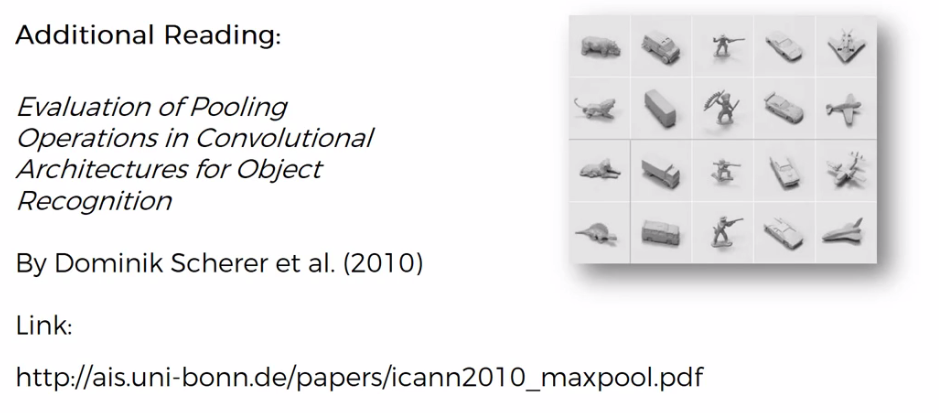 Additional Reading:
Evaluation of Pooling
Operations in Convolutional
Architectures for Object
Recognition
By Dominik Scherer et al. (2010)
Link:
http://ais.uni-bonn.de/papers/icann2010_maxpool.pdf